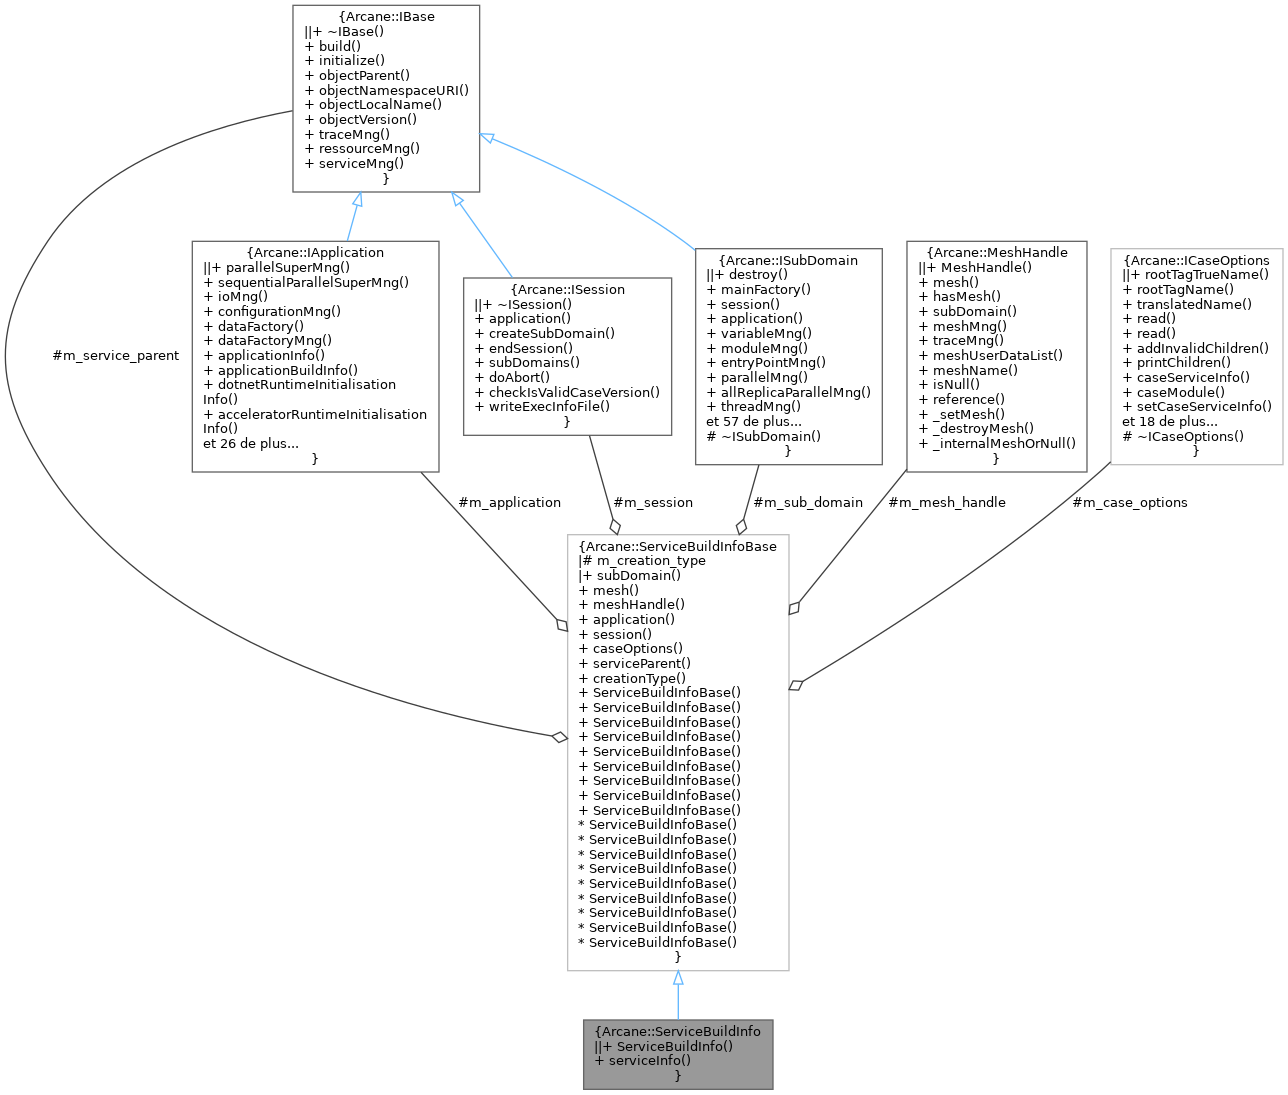 {Arcane::IBase
||+ ~IBase()
+ build()
+ initialize()
+ objectParent()
+ objectNamespaceURI()
+ objectLocalName()
+ objectVersion()
+ traceMng()
+ ressourceMng()
+ serviceMng()
}
{Arcane::IApplication
||+ parallelSuperMng()
+ sequentialParallelSuperMng()
+ ioMng()
+ configurationMng()
+ dataFactory()
+ dataFactoryMng()
+ applicationInfo()
+ applicationBuildInfo()
+ dotnetRuntimeInitialisation
Info()
+ acceleratorRuntimeInitialisation
Info()
et 26 de plus...
}
{Arcane::ISession
||+ ~ISession()
+ application()
+ createSubDomain()
+ endSession()
+ subDomains()
+ doAbort()
+ checkIsValidCaseVersion()
+ writeExecInfoFile()
}
{Arcane::ISubDomain
||+ destroy()
+ mainFactory()
+ session()
+ application()
+ variableMng()
+ moduleMng()
+ entryPointMng()
+ parallelMng()
+ allReplicaParallelMng()
+ threadMng()
et 57 de plus...
# ~ISubDomain()
}
{Arcane::MeshHandle
||+ MeshHandle()
+ mesh()
+ hasMesh()
+ subDomain()
+ meshMng()
+ traceMng()
+ meshUserDataList()
+ meshName()
+ isNull()
+ reference()
+ _setMesh()
+ _destroyMesh()
+ _internalMeshOrNull()
}
{Arcane::ICaseOptions
||+ rootTagTrueName()
+ rootTagName()
+ translatedName()
+ read()
+ read()
+ addInvalidChildren()
+ printChildren()
+ caseServiceInfo()
+ caseModule()
+ setCaseServiceInfo()
et 18 de plus...
# ~ICaseOptions()
}
#m_service_parent
#m_application
#m_session
#m_sub_domain
#m_mesh_handle
#m_case_options
{Arcane::ServiceBuildInfoBase
|# m_creation_type
|+ subDomain()
+ mesh()
+ meshHandle()
+ application()
+ session()
+ caseOptions()
+ serviceParent()
+ creationType()
+ ServiceBuildInfoBase()
+ ServiceBuildInfoBase()
+ ServiceBuildInfoBase()
+ ServiceBuildInfoBase()
+ ServiceBuildInfoBase()
+ ServiceBuildInfoBase()
+ ServiceBuildInfoBase()
+ ServiceBuildInfoBase()
+ ServiceBuildInfoBase()
* ServiceBuildInfoBase()
* ServiceBuildInfoBase()
* ServiceBuildInfoBase()
* ServiceBuildInfoBase()
* ServiceBuildInfoBase()
* ServiceBuildInfoBase()
* ServiceBuildInfoBase()
* ServiceBuildInfoBase()
* ServiceBuildInfoBase()
}
{Arcane::ServiceBuildInfo
||+ ServiceBuildInfo()
+ serviceInfo()
}